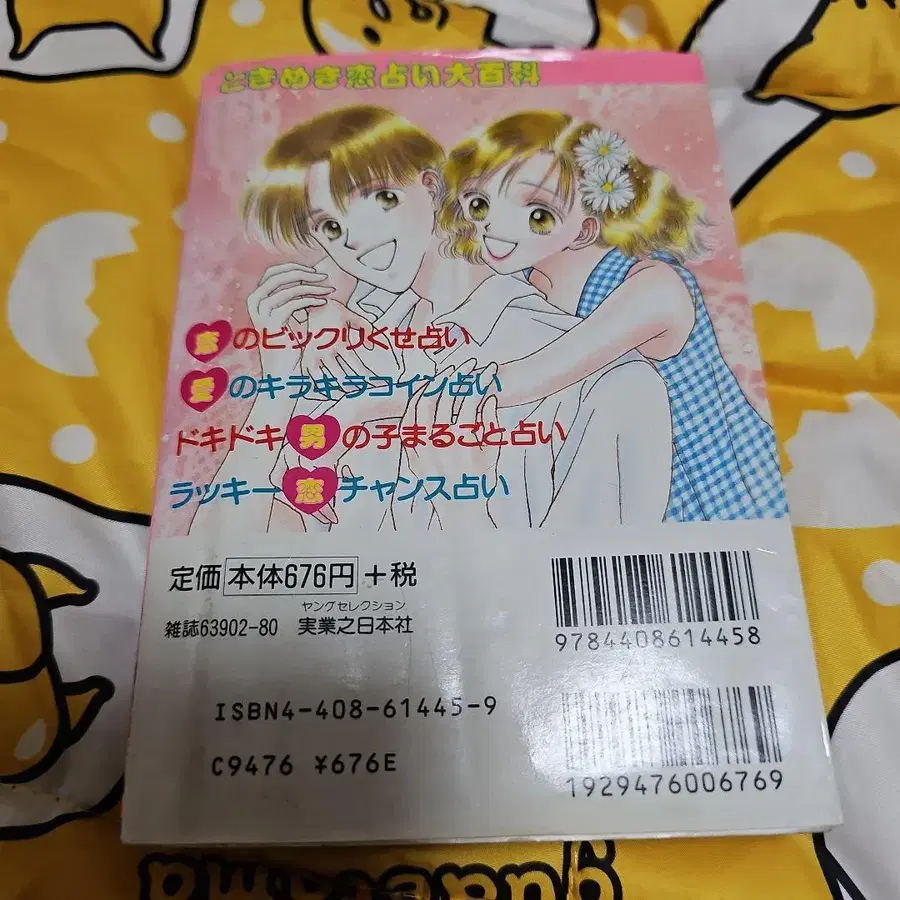 ときめき恋占い大百科
恋のビックリくせ占い
愛のキラキラコイン占い
ドキドキ男の子まるごと占い
ラッキー恋チャンス占い
定価 本体676円 +税
ヤングセレクション
雑誌63902-80 実業之日本社
9784408614458
ISBN4-408-61445-9
C9476 ¥676E
1929476006769